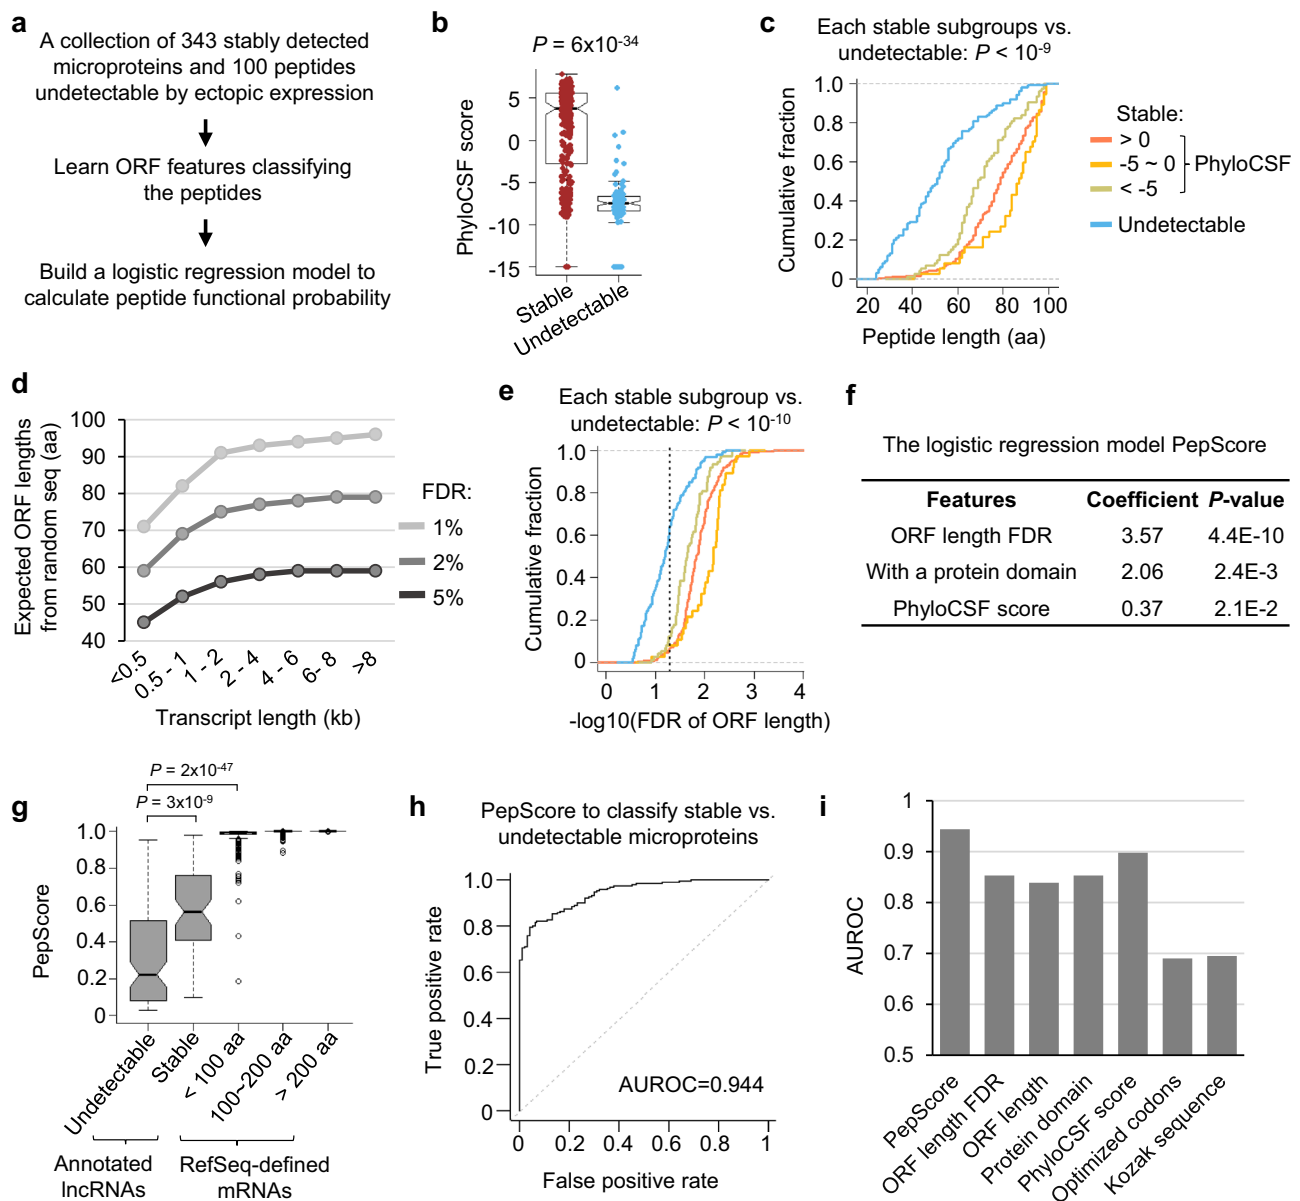 a
A collection of 343 stably detected
microproteins and 100 peptides
undetectable by ectopic expression
Learn ORF features classifying
the peptides
Build a logistic regression model to
calculate peptide functional probability
b
P = 6x10-34
PhyloCSF score
5
0
-5
-10
-15
Stable
Undetectable
c
Each stable subgroups vs.
undetectable: P < 10-9
Cumulative fraction
1.0
0.8
0.6
0.4
0.2
0
20
40
60
80
100
Peptide length (aa)
Stable:
> 0
-5 ~ 0
< -5
PhyloCSF
Undetectable
d
Expected ORF lengths
from random seq (aa)
100
90
80
70
60
50
40
<0.5
0.5 - 1
1 - 2
2 - 4
4 - 6
6- 8
>8
Transcript length (kb)
FDR:
1%
2%
5%
e
Each stable subgroup vs.
undetectable: P < 10-10
Cumulative fraction
1.0
0.8
0.6
0.4
0.2
0
0
1
2
3
4
-log10(FDR of ORF length)
f
The logistic regression model PepScore
Features Coefficient P-value
ORF length FDR 3.57 4.4E-10
With a protein domain 2.06 2.4E-3
PhyloCSF score 0.37 2.1E-2
g
P = 2x10-47
P = 3x10-9
PepScore
1.0
0.8
0.6
0.4
0.2
0
Undetectable
Stable
< 100 aa
100~200 aa
> 200 aa
Annotated
lncRNAs
RefSeq-defined
mRNAs
h
PepScore to classify stable vs.
undetectable microproteins
True positive rate
1.0
0.8
0.6
0.4
0.2
0
0
0.2
0.4
0.6
0.8
1
AUROC=0.944
False positive rate
i
AUROC
1
0.9
0.8
0.7
0.6
0.5
PepScore
ORF length FDR
ORF length
Protein domain
PhyloCSF score
Optimized codons
Kozak sequence